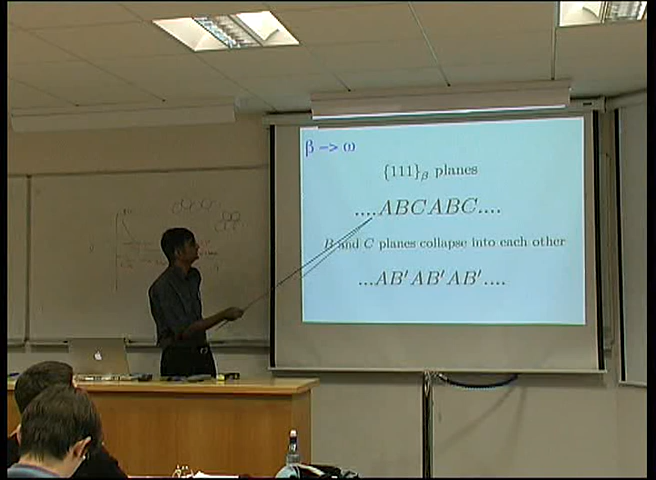 β -> ω
{111}β planes
....ABCABC....
B and C planes collapse into each other
...AB′AB′AB′....